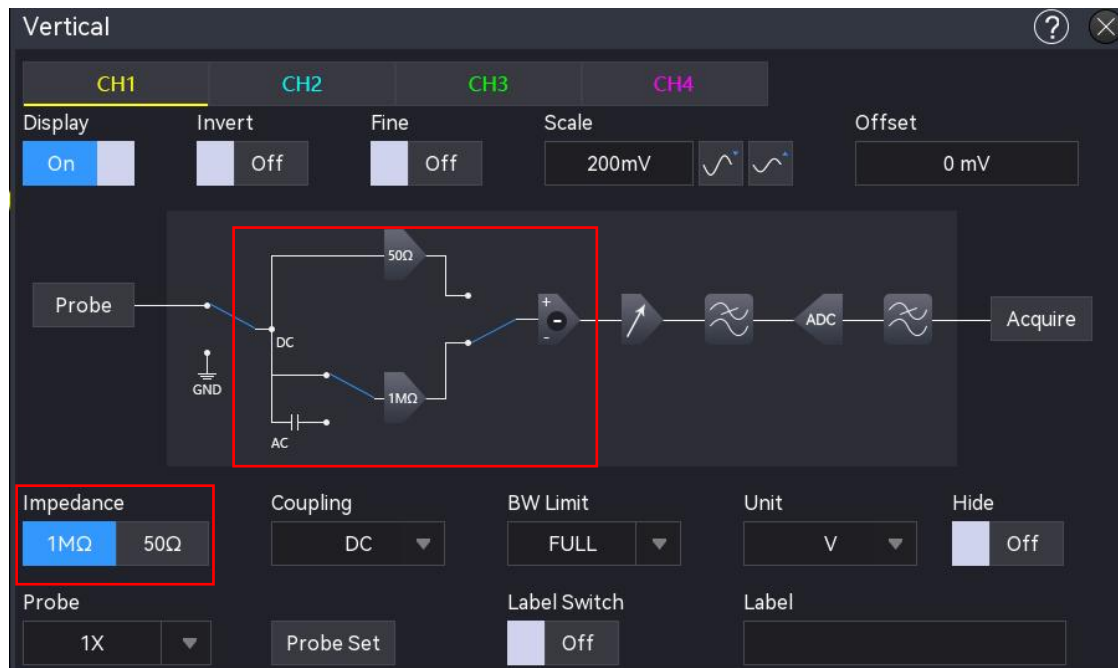 Vertical
?
CH1 CH2 CH3 CH4
Display Invert Fine Scale Offset
On Off Off 200mV 0 mV
50Ω
Probe
+
-
ADC
Acquire
DC
GND
1MΩ
AC
Impedance Coupling BW Limit Unit Hide
1MΩ 50Ω DC FULL V Off
Probe Label Switch Label
1X Probe Set Off